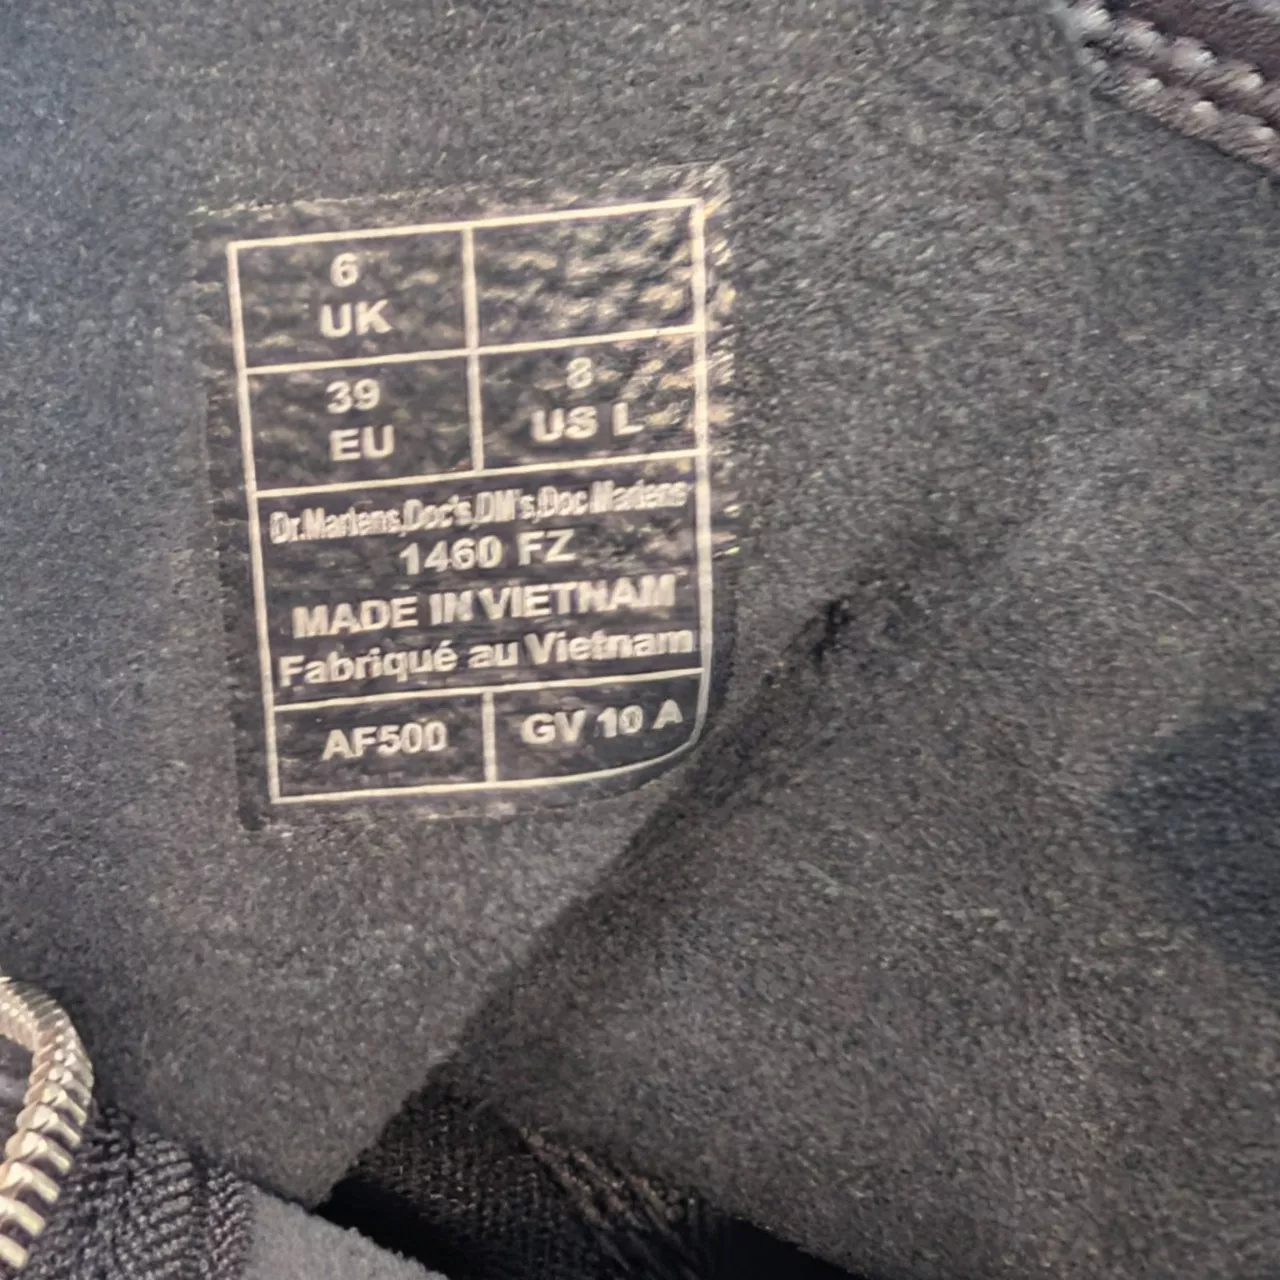 6
UK
39
EU
8
US L
Dr.Martens,Doc's,DM's,Doc Martens
1460 FZ
MADE IN VIETNAM
Fabriqué au Vietnam
AF500
GV 10 A